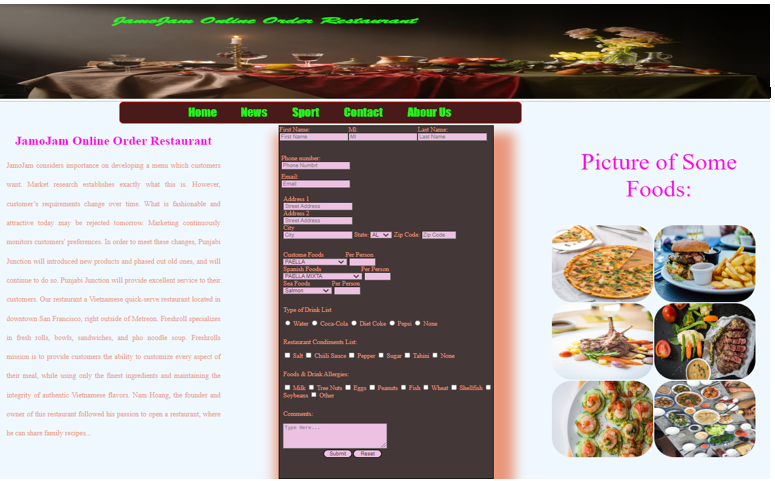 JamoJam Online Order Restaurant
Home News Sport Contact Abour Us
JamoJam Online Order Restaurant
JamoJam considers importance on developing a menu which customers
want. Market research establishes exactly what this is. However,
customer's requirements change over time. What is fashionable and
attractive today may be rejected tomorrow. Marketing continuously
monitors customers' preferences. In order to meet these changes, Punjabi
Junction will introduced new products and phased out old ones, and will
continue to do so. Punjabi Junction will provide excellent service to their
customers. Our restaurant a Vietnamese quick-serve restaurant located in
downtown San Francisco, right outside of Metreon. Freshroll specializes
in fresh rolls, bowls, sandwiches, and pho noodle soup. Freshrolls
mission is to provide customers the ability to customize every aspect of
their meal, while using only the finest ingredients and maintaining the
integrity of authentic Vietnamese flavors. Nam Hoang, the founder and
owner of this restaurant followed his passion to open a restaurant, where
he can share family recipes...
First Name: MI: Last Name:
First Name MI Last Name
Phone number:
Phone Numbrt
Email:
Email
Address 1
Street Address
Address 2
Street Address
City
City State: AL Zip Code: Zip Code
Custome Foods Per Person
PAELLA
Spanish Foods Per Person
PAELLA MIXTA
Sea Foods Per Person
Salmon
Type of Drink List
Water Coca-Cola Diet Coke Pepsi None
Restaurant Condiments List:
Salt Chili Sauce Pepper Sugar Tahini None
Foods & Drink Allergies:
Milk Tree Nuts Eggs Peanuts Fish Wheat Shellfish
Soybeans Other
Comments:
Type Here...
Submit Reset
Picture of Some
Foods: